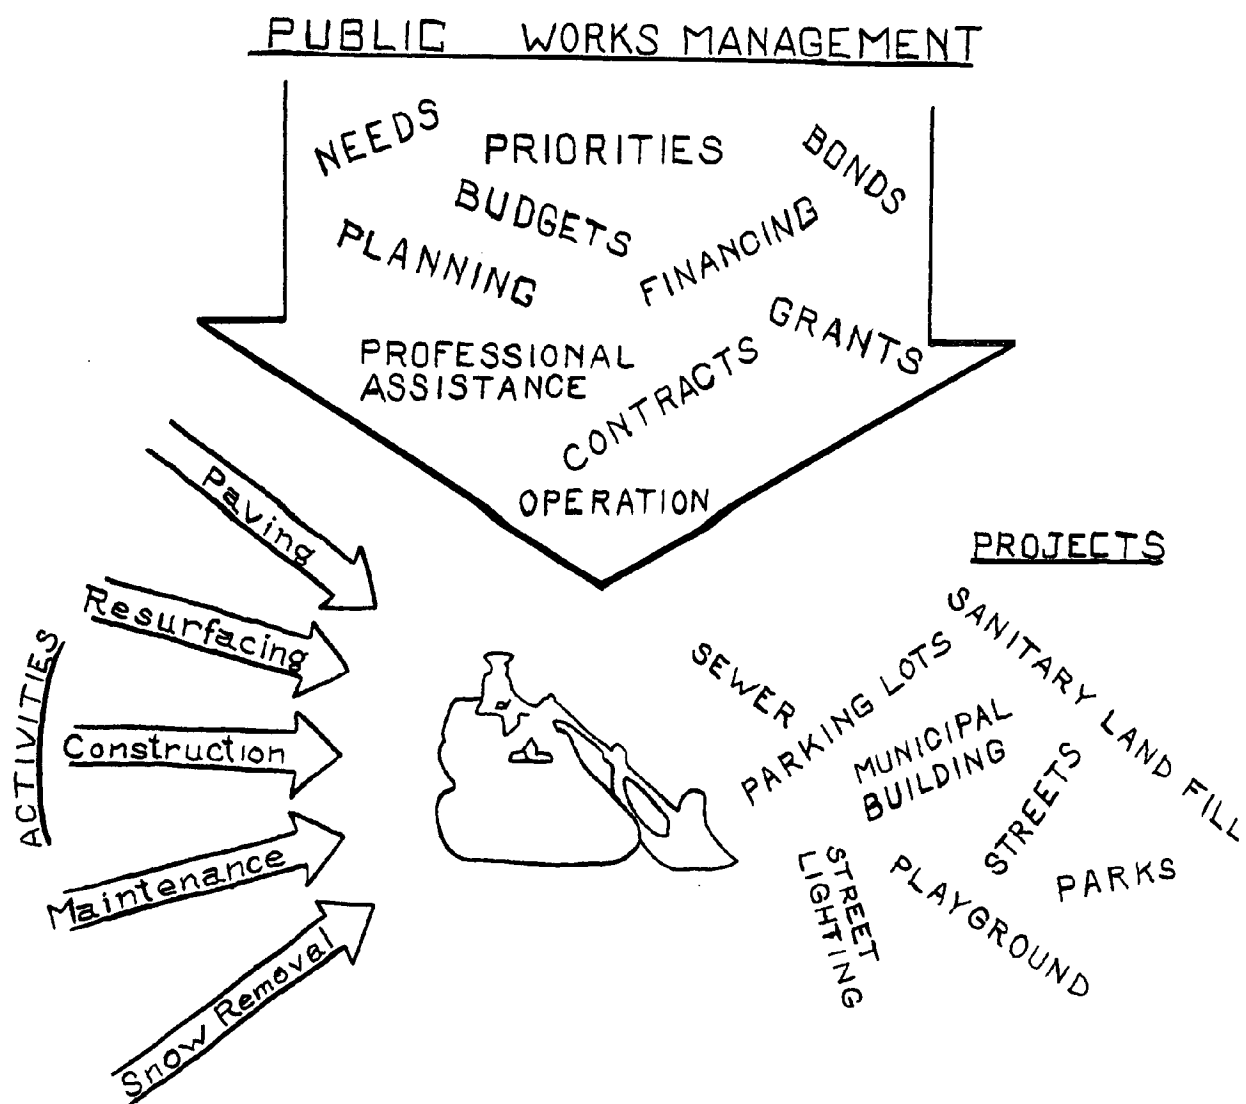 PUBLIC WORKS MANAGEMENT
NEEDS
PRIORITIES
BONDS
BUDGETS
PLANNING
FINANCING
GRANTS
PROFESSIONAL
ASSISTANCE
CONTRACTS
OPERATION
ACTIVITIES
Paving
Resurfacing
Construction
Maintenance
Snow Removal
PROJECTS
SANITARY LAND FILL
SEWER
PARKING LOTS
MUNICIPAL
BUILDING
STREETS
PARKS
PLAYGROUND
STREET
LIGHTING